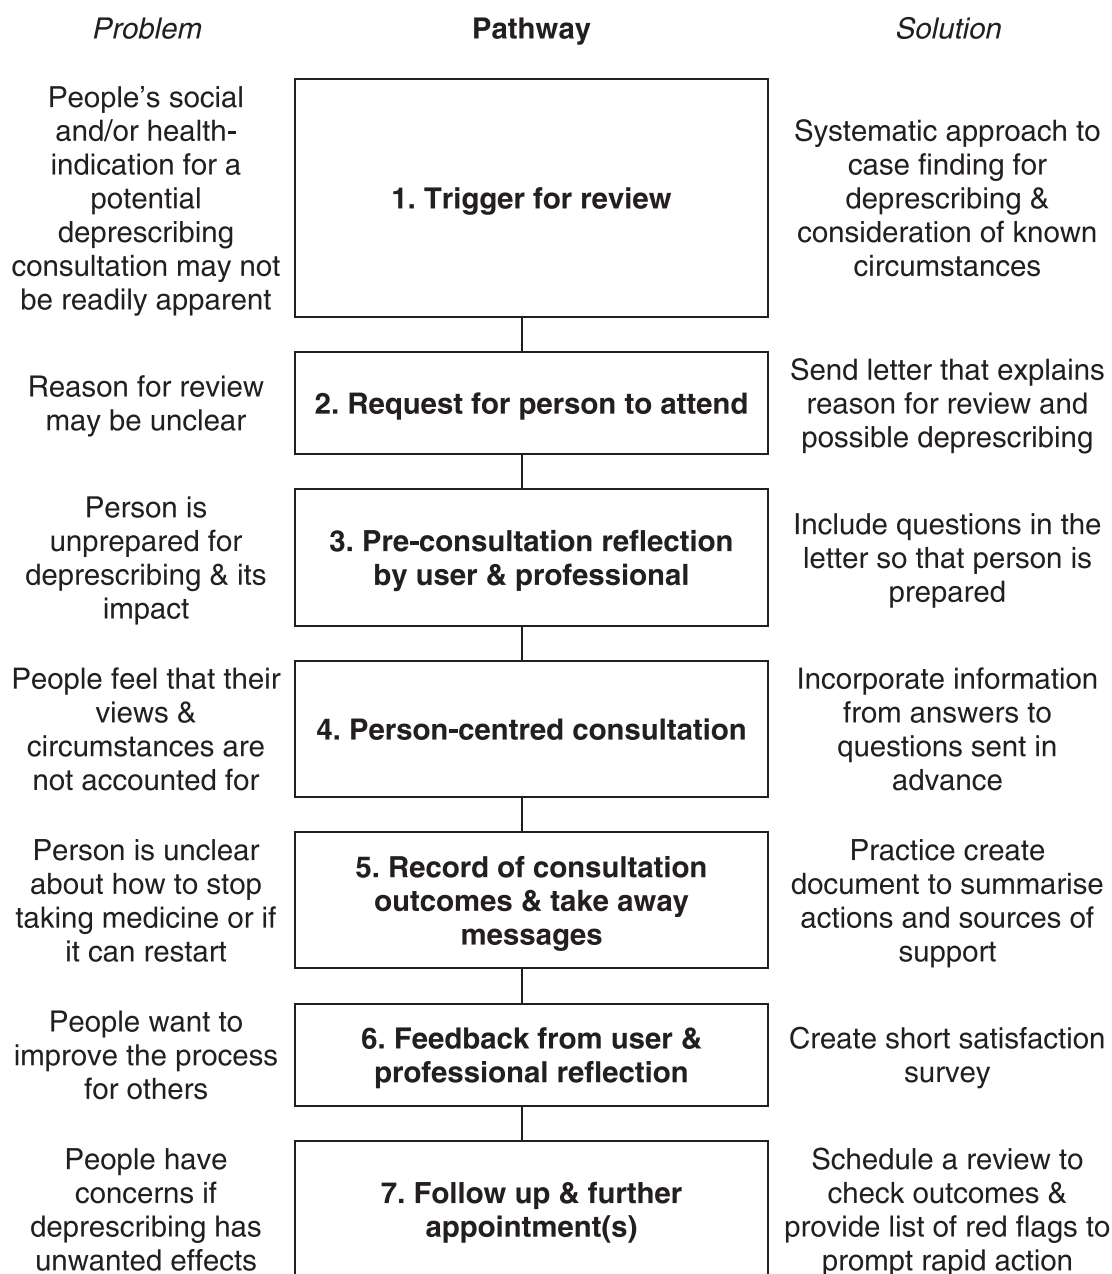 Problem
Pathway
Solution
People's social
and/or health-
indication for a
potential
deprescribing
consultation may not
be readily apparent
1. Trigger for review
Systematic approach to
case finding for
deprescribing &
consideration of known
circumstances
Reason for review
may be unclear
2. Request for person to attend
Send letter that explains
reason for review and
possible deprescribing
Person is
unprepared for
deprescribing & its
impact
3. Pre-consultation reflection
by user & professional
Include questions in the
letter so that person is
prepared
People feel that their
views &
circumstances are
not accounted for
4. Person-centred consultation
Incorporate information
from answers to
questions sent in
advance
Person is unclear
about how to stop
taking medicine or if
it can restart
5. Record of consultation
outcomes & take away
messages
Practice create
document to summarise
actions and sources of
support
People want to
improve the process
for others
6. Feedback from user &
professional reflection
Create short satisfaction
survey
People have
concerns if
deprescribing has
unwanted effects
7. Follow up & further
appointment(s)
Schedule a review to
check outcomes &
provide list of red flags to
prompt rapid action